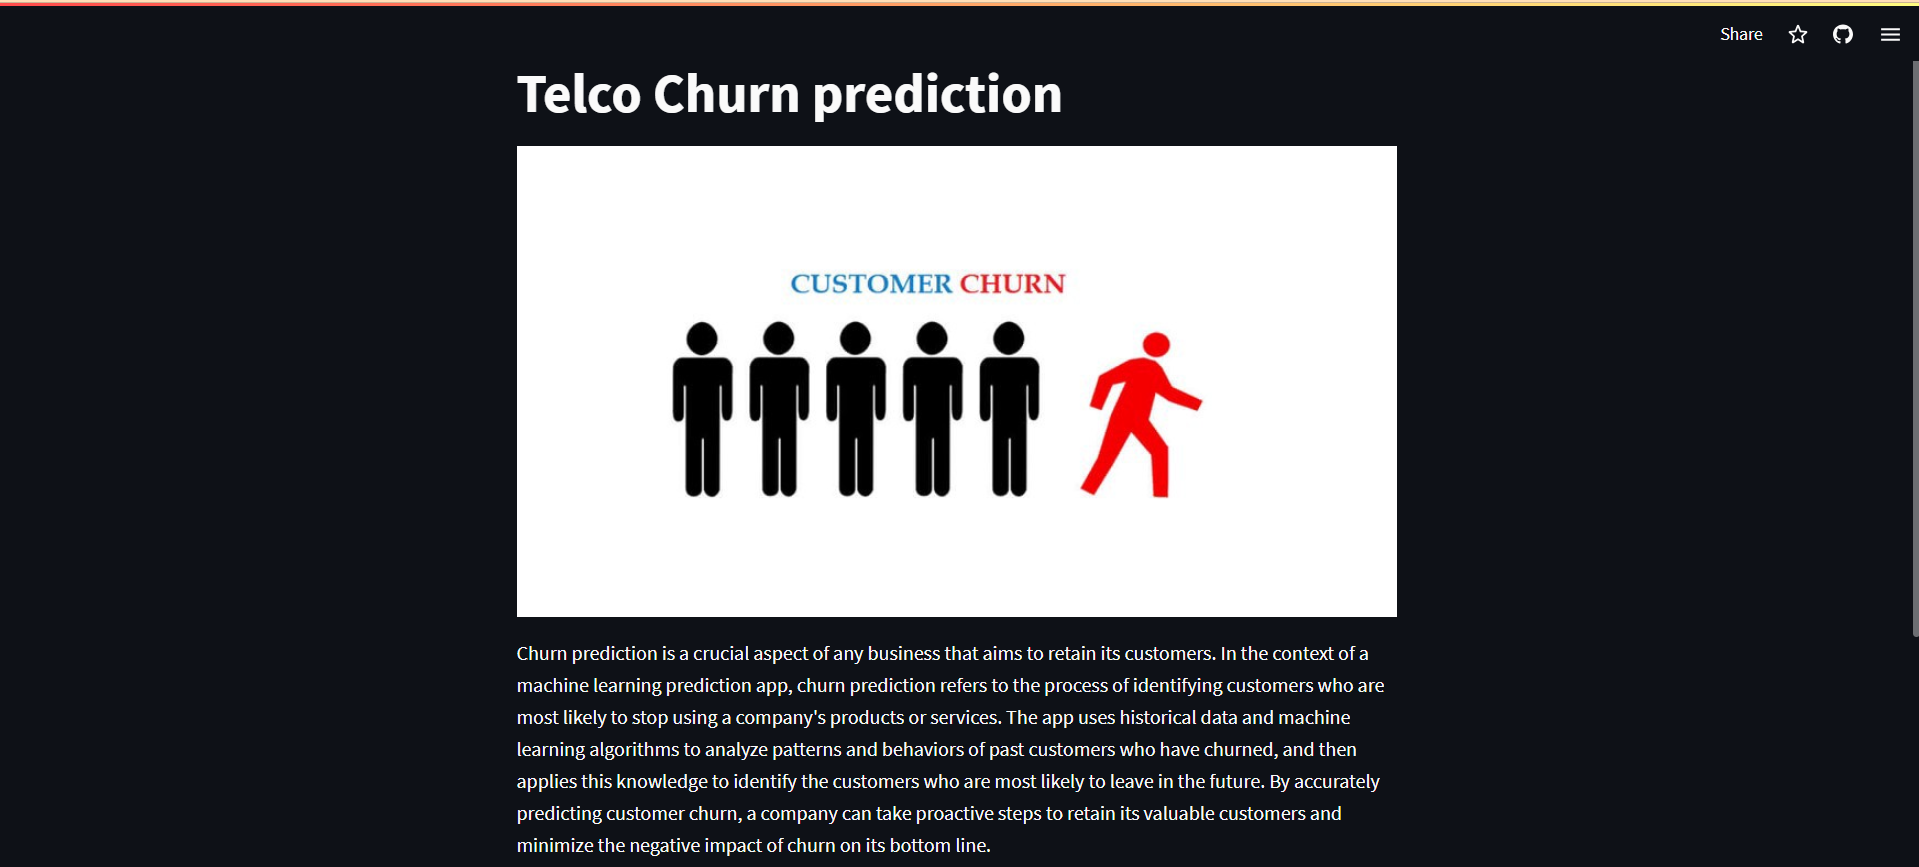 Share
Telco Churn prediction
CUSTOMER CHURN
Churn prediction is a crucial aspect of any business that aims to retain its customers. In the context of a
machine learning prediction app, churn prediction refers to the process of identifying customers who are
most likely to stop using a company's products or services. The app uses historical data and machine
learning algorithms to analyze patterns and behaviors of past customers who have churned, and then
applies this knowledge to identify the customers who are most likely to leave in the future. By accurately
predicting customer churn, a company can take proactive steps to retain its valuable customers and
minimize the negative impact of churn on its bottom line.